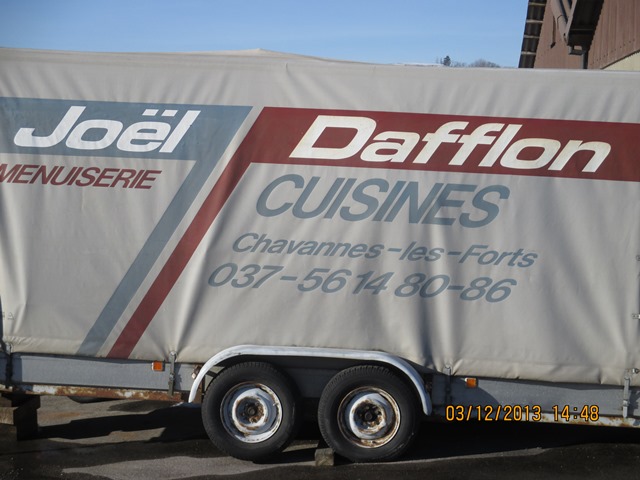 Joël Dafflon
MENUISERIE
CUISINES
Chavannes-les-Forts
037-56 14 80-86
03/12/2013 14:48